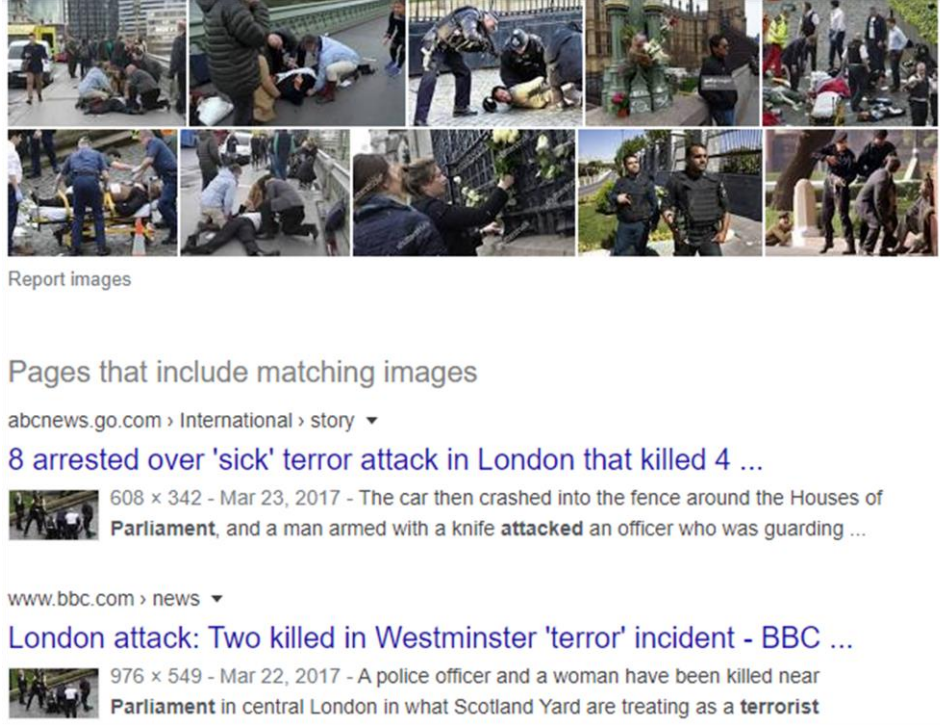 Report images
Pages that include matching images
abcnews.go.com › International › story
8 arrested over 'sick' terror attack in London that killed 4 ...
608 × 342 - Mar 23, 2017 - The car then crashed into the fence around the Houses of
Parliament, and a man armed with a knife attacked an officer who was guarding ...
www.bbc.com › news
London attack: Two killed in Westminster 'terror' incident - BBC ...
976 × 549 - Mar 22, 2017 - A police officer and a woman have been killed near
Parliament in central London in what Scotland Yard are treating as a terrorist